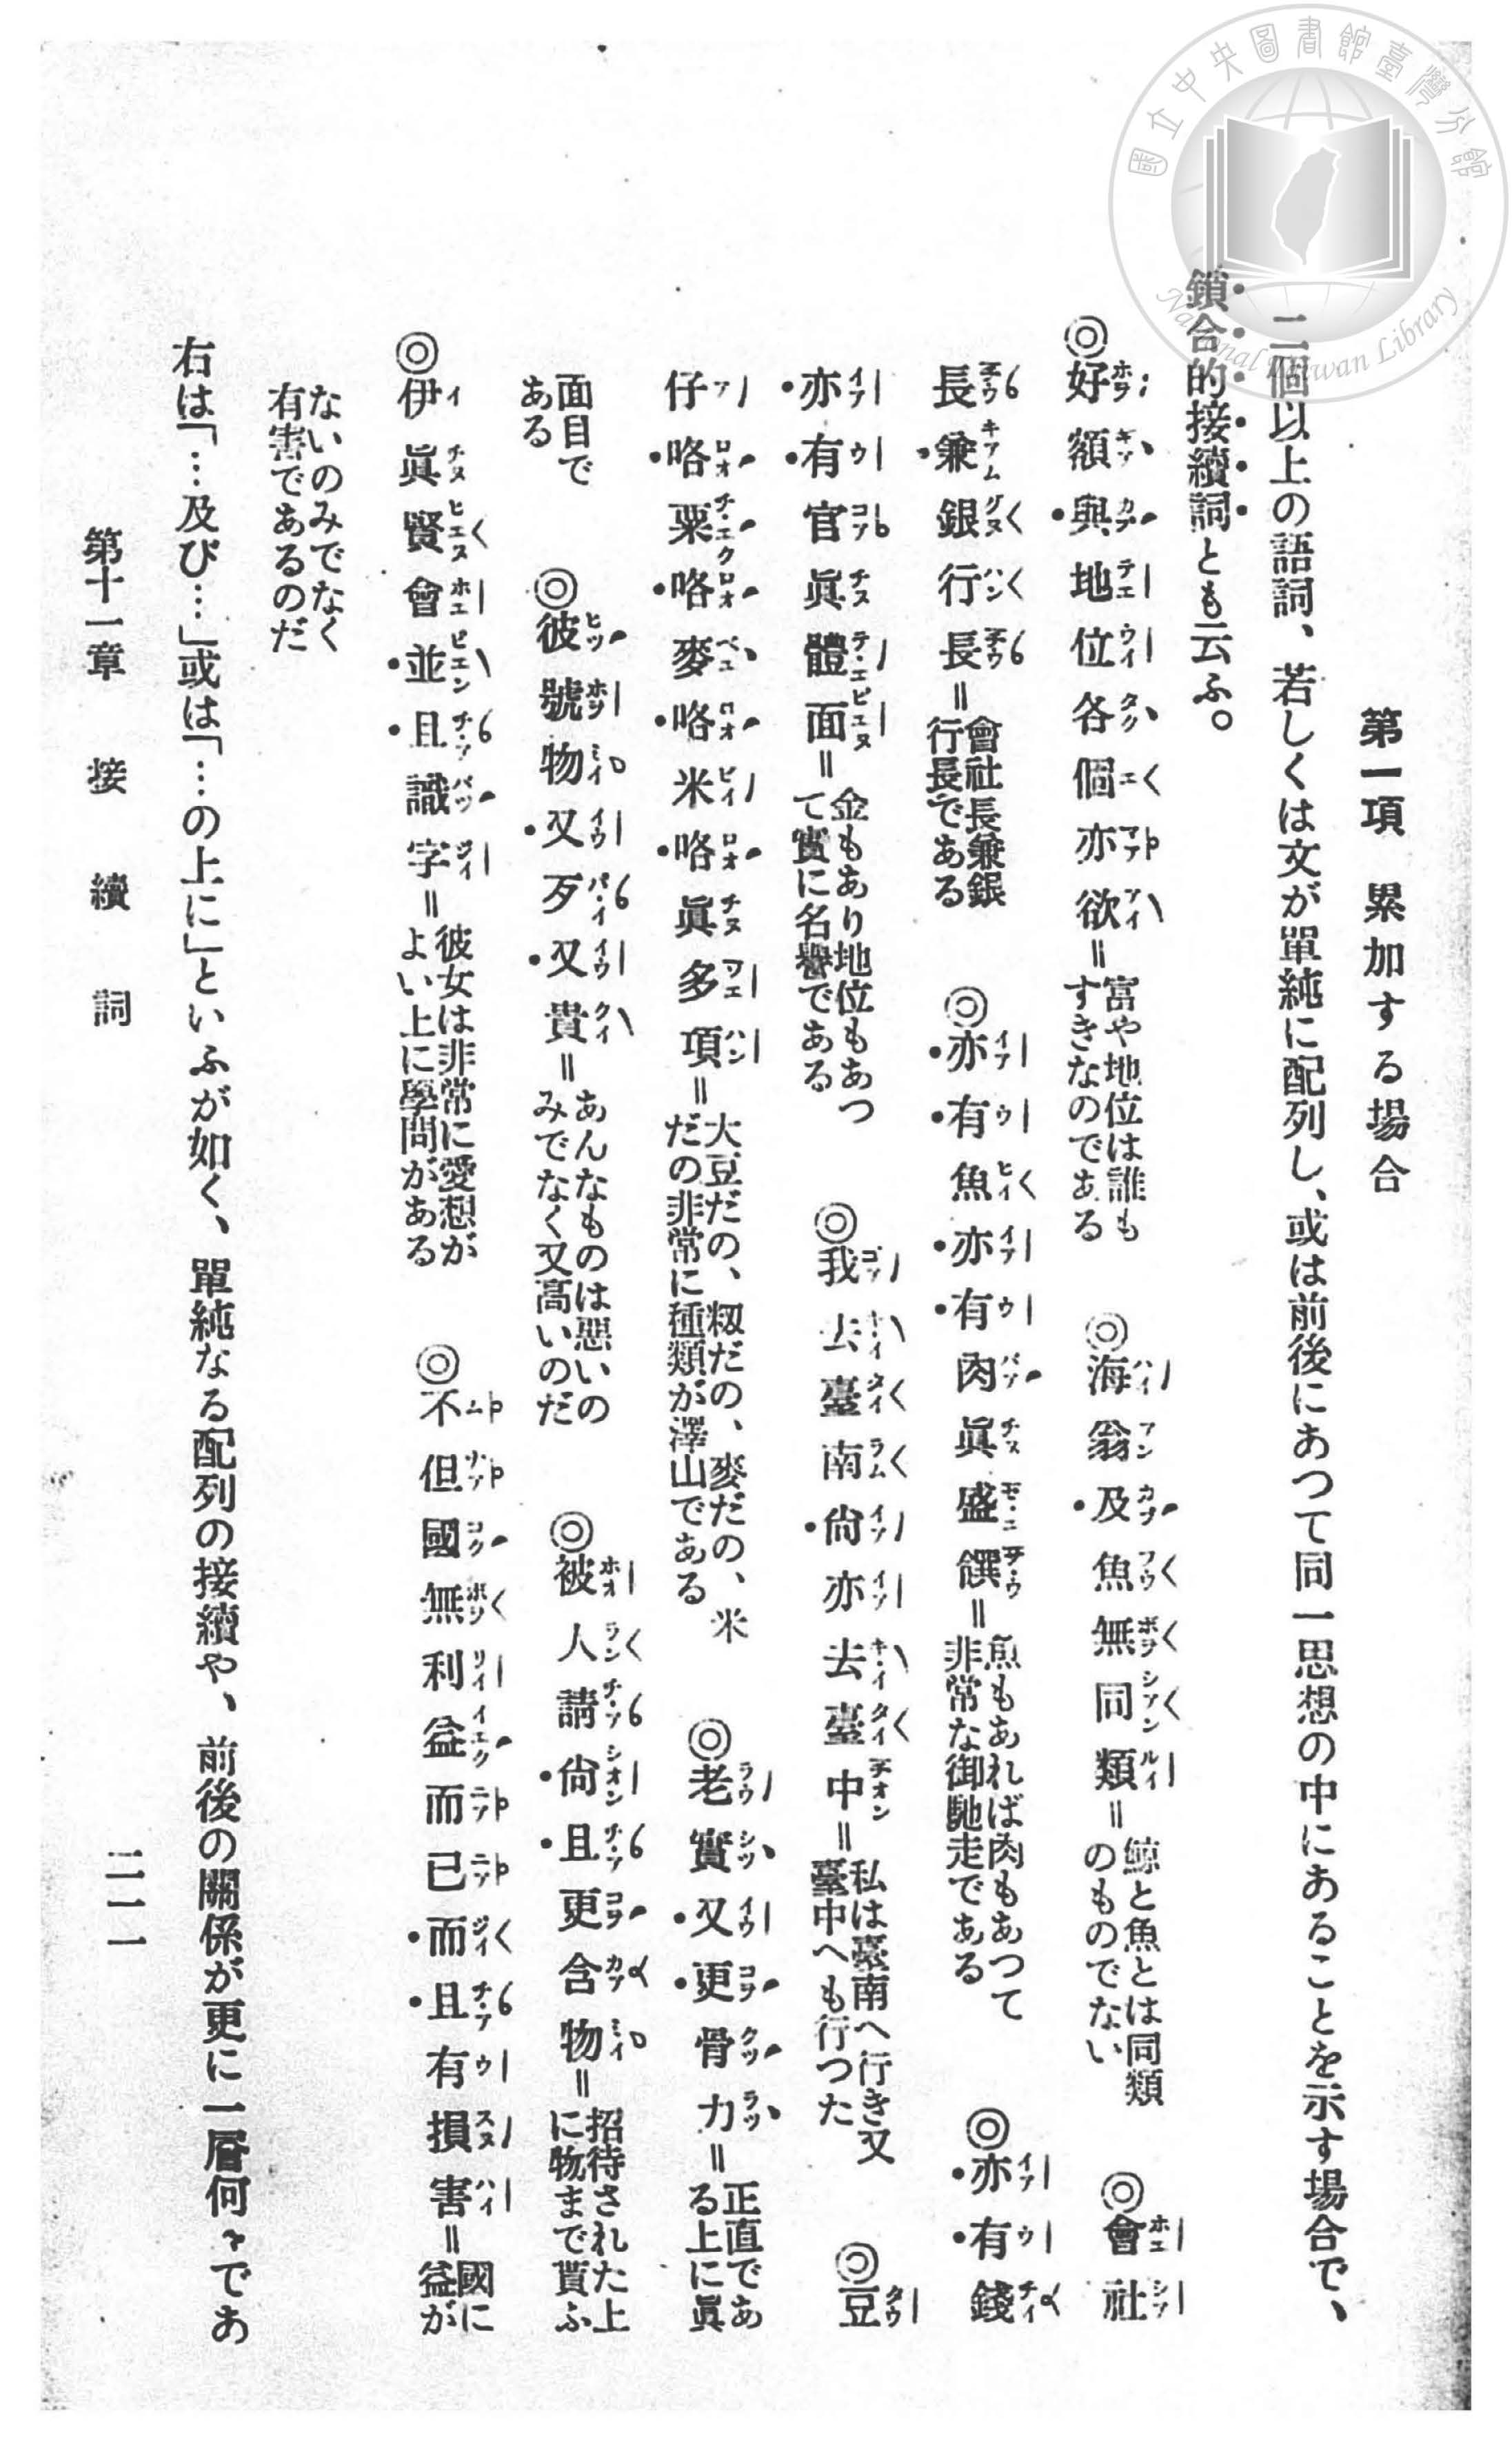 國立中央圖書館臺灣分館
National Taiwan Library
第一項 累加する場合
二個以上の語詞、若しくは文が單純に配列し、或は前後にあつて同一思想の中にあることを示す場合で、
鎖合的接續詞とも云ふ。
◎好額與地位各個亦欲＝富や地位は誰もすきなのである ◎海翁及魚無同類＝鯨と魚とは同類のものでない ◎會社
長兼銀行長＝會社長兼銀行長である ◎亦有魚亦有肉眞盛饌＝魚もあれば肉もあつて非常な御馳走である ◎亦有錢
亦有官眞體面＝金もあり地位もあつて實に名譽である ◎我去臺南尙亦去臺中＝私は臺南へ行き又臺中へも行つた ◎豆
仔咯粟咯麥咯米咯眞多項＝大豆だの、籾だの、麥だの、米だの非常に種類が澤山である ◎老實又更骨力＝正直である上に眞
面目である ◎彼號物又歹又貴＝あんなものは惡いのみでなく又高いのだ ◎被人請尙且更含物＝招待された上に物まで貰ふ
◎伊眞賢會並且識字＝彼女は非常に愛想がよい上に學問がある ◎不但國無利益而已而且有損害＝國に益が
ないのみでなく有害であるのだ
右は「…及び…」或は「…の上に」といふが如く、單純なる配列の接續や、前後の關係が更に一層何々であ
第十一章 接續詞
二一一